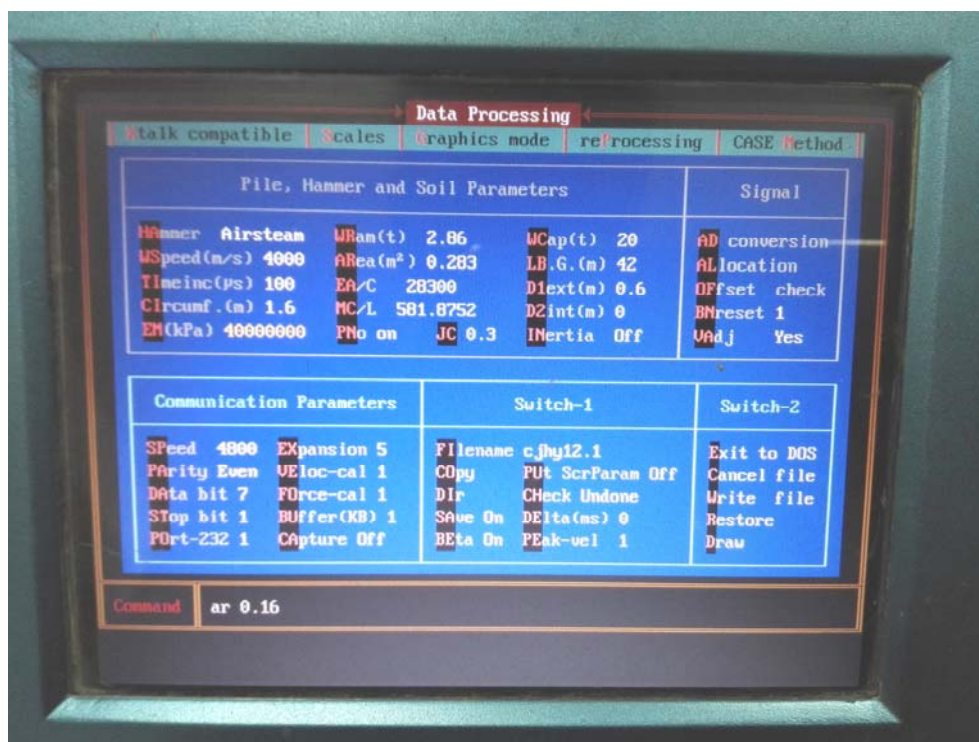 Data Processing
Xtalk compatible Scales Graphics mode reProcessing CASE Method
Pile, Hammer and Soil Parameters Signal
HAmmer Airsteam WRam(t) 2.86 WCap(t) 20 AD conversion
WSpeed(m/s) 4000 ARea(m²) 0.283 LB.G.(m) 42 ALlocation
TImeinc(µs) 100 EA/C 28300 D1ext(m) 0.6 OFfset check
CIrcumf.(m) 1.6 MC/L 581.8752 D2int(m) 0 BNreset 1
EM(kPa) 40000000 PNo on JC 0.3 INertia Off VAdj Yes
Communication Parameters Switch-1 Switch-2
SPeed 4800 EXpansion 5 FIlename cjhy12.1 Exit to DOS
PArity Even VEloc-cal 1 COpy PUt ScrParam Off Cancel file
DAta bit 7 FOrce-cal 1 DIr CHeck Undone Write file
STop bit 1 BUffer(KB) 1 SAve On DElta(ms) 0 Restore
POrt-232 1 CApture Off BEta On PEak-vel 1 Draw
Command ar 0.16